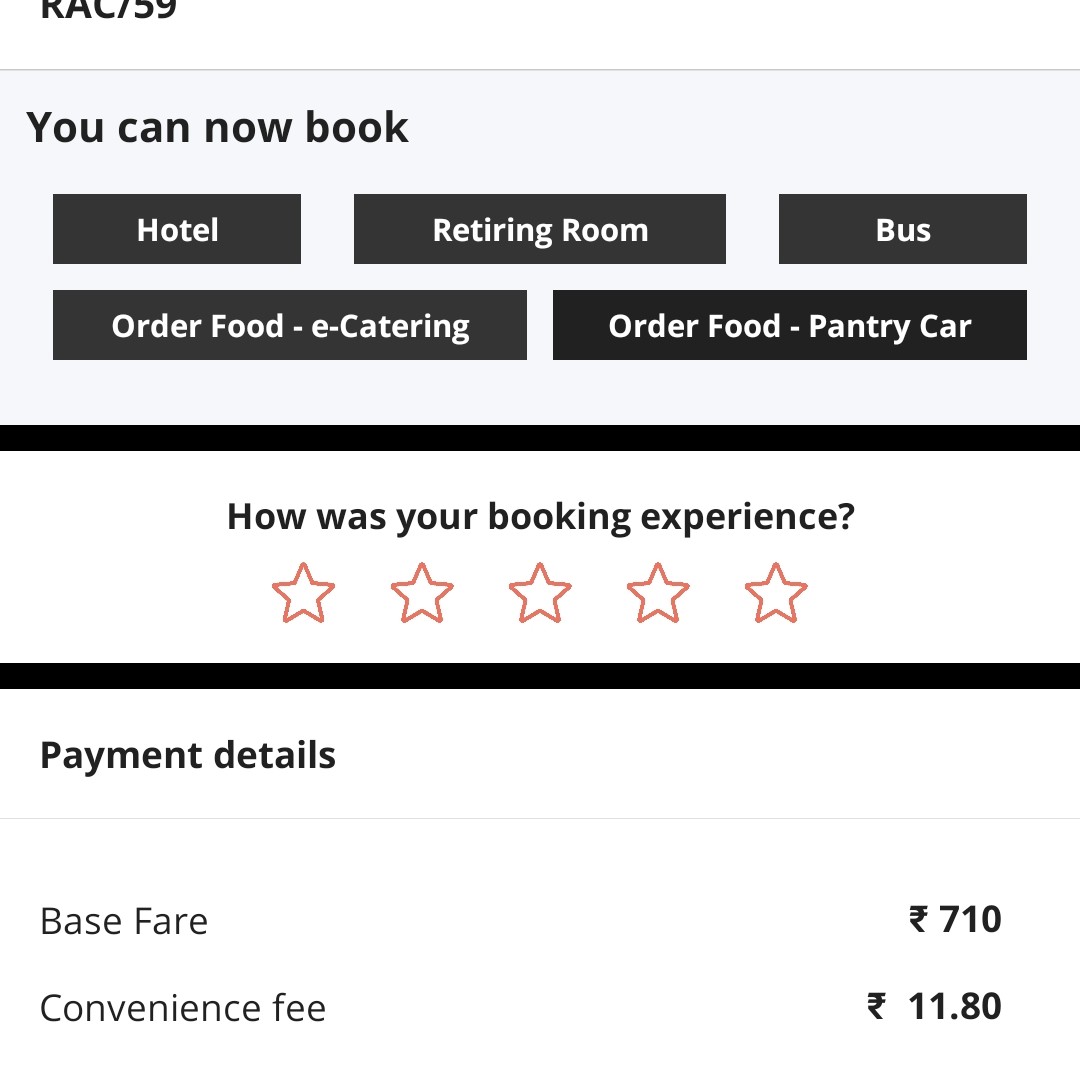 RAC/59
You can now book
Hotel
Retiring Room
Bus
Order Food - e-Catering
Order Food - Pantry Car
How was your booking experience?
Payment details
Base Fare
₹ 710
Convenience fee
₹ 11.80